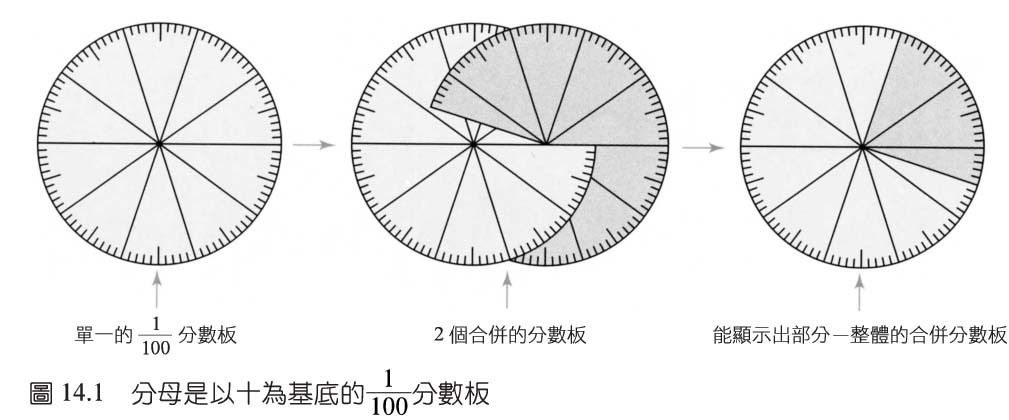 單一的 1/100 分數板
2 個合併的分數板
能顯示出部分—整體的合併分數板
圖 14.1 分母是以十為基底的 1/100 分數板